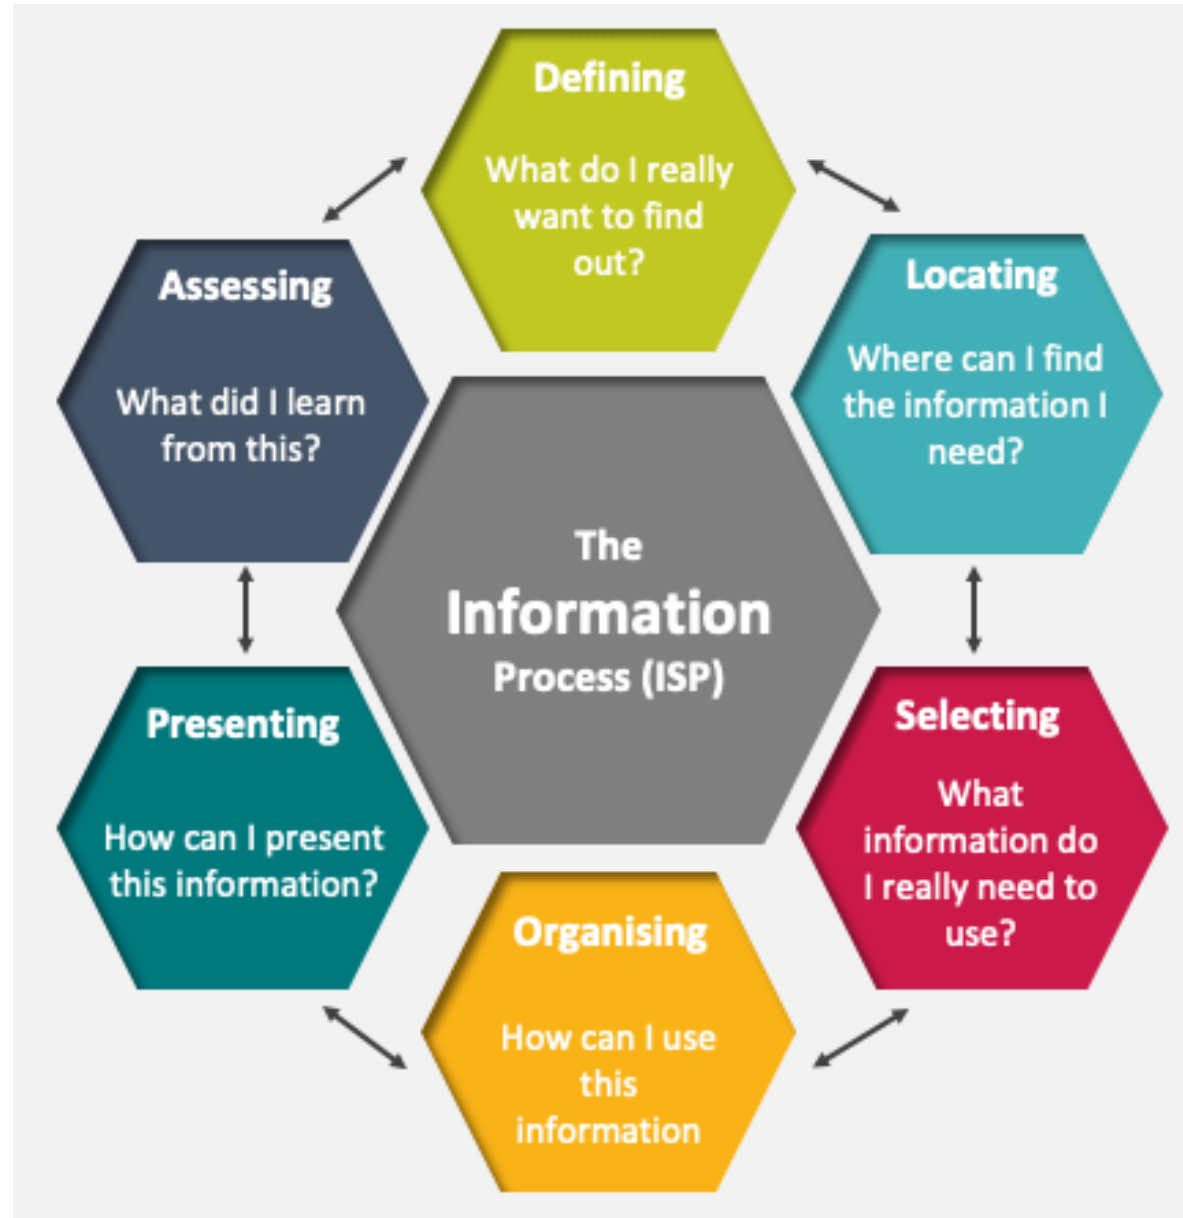 Defining
What do I really
want to find
out?
Locating
Where can I find
the information I
need?
Selecting
What
information do
I really need to
use?
Organising
How can I use
this
information
Presenting
How can I present
this information?
Assessing
What did I learn
from this?
The
Information
Process (ISP)